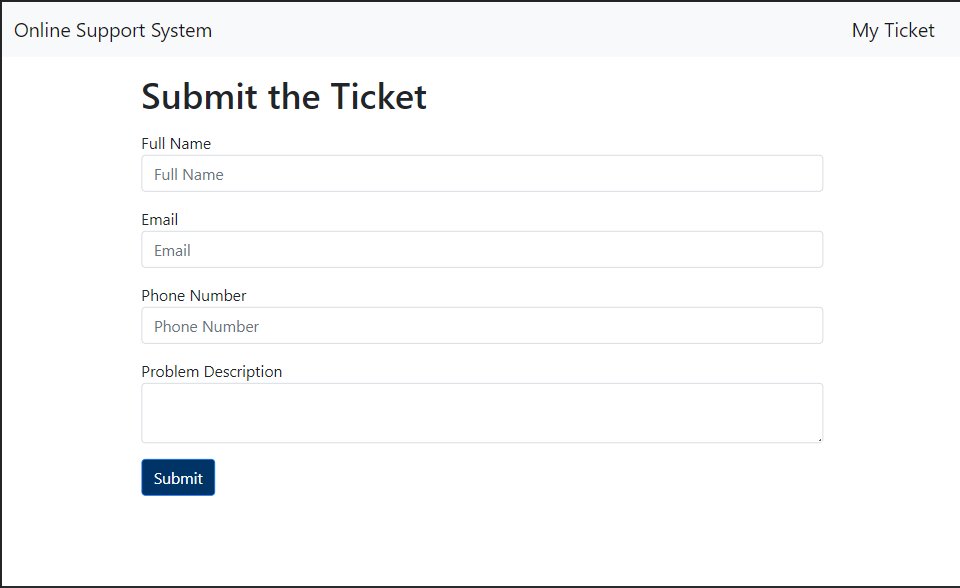 Online Support System
My Ticket
Submit the Ticket
Full Name
Full Name
Email
Email
Phone Number
Phone Number
Problem Description
Submit